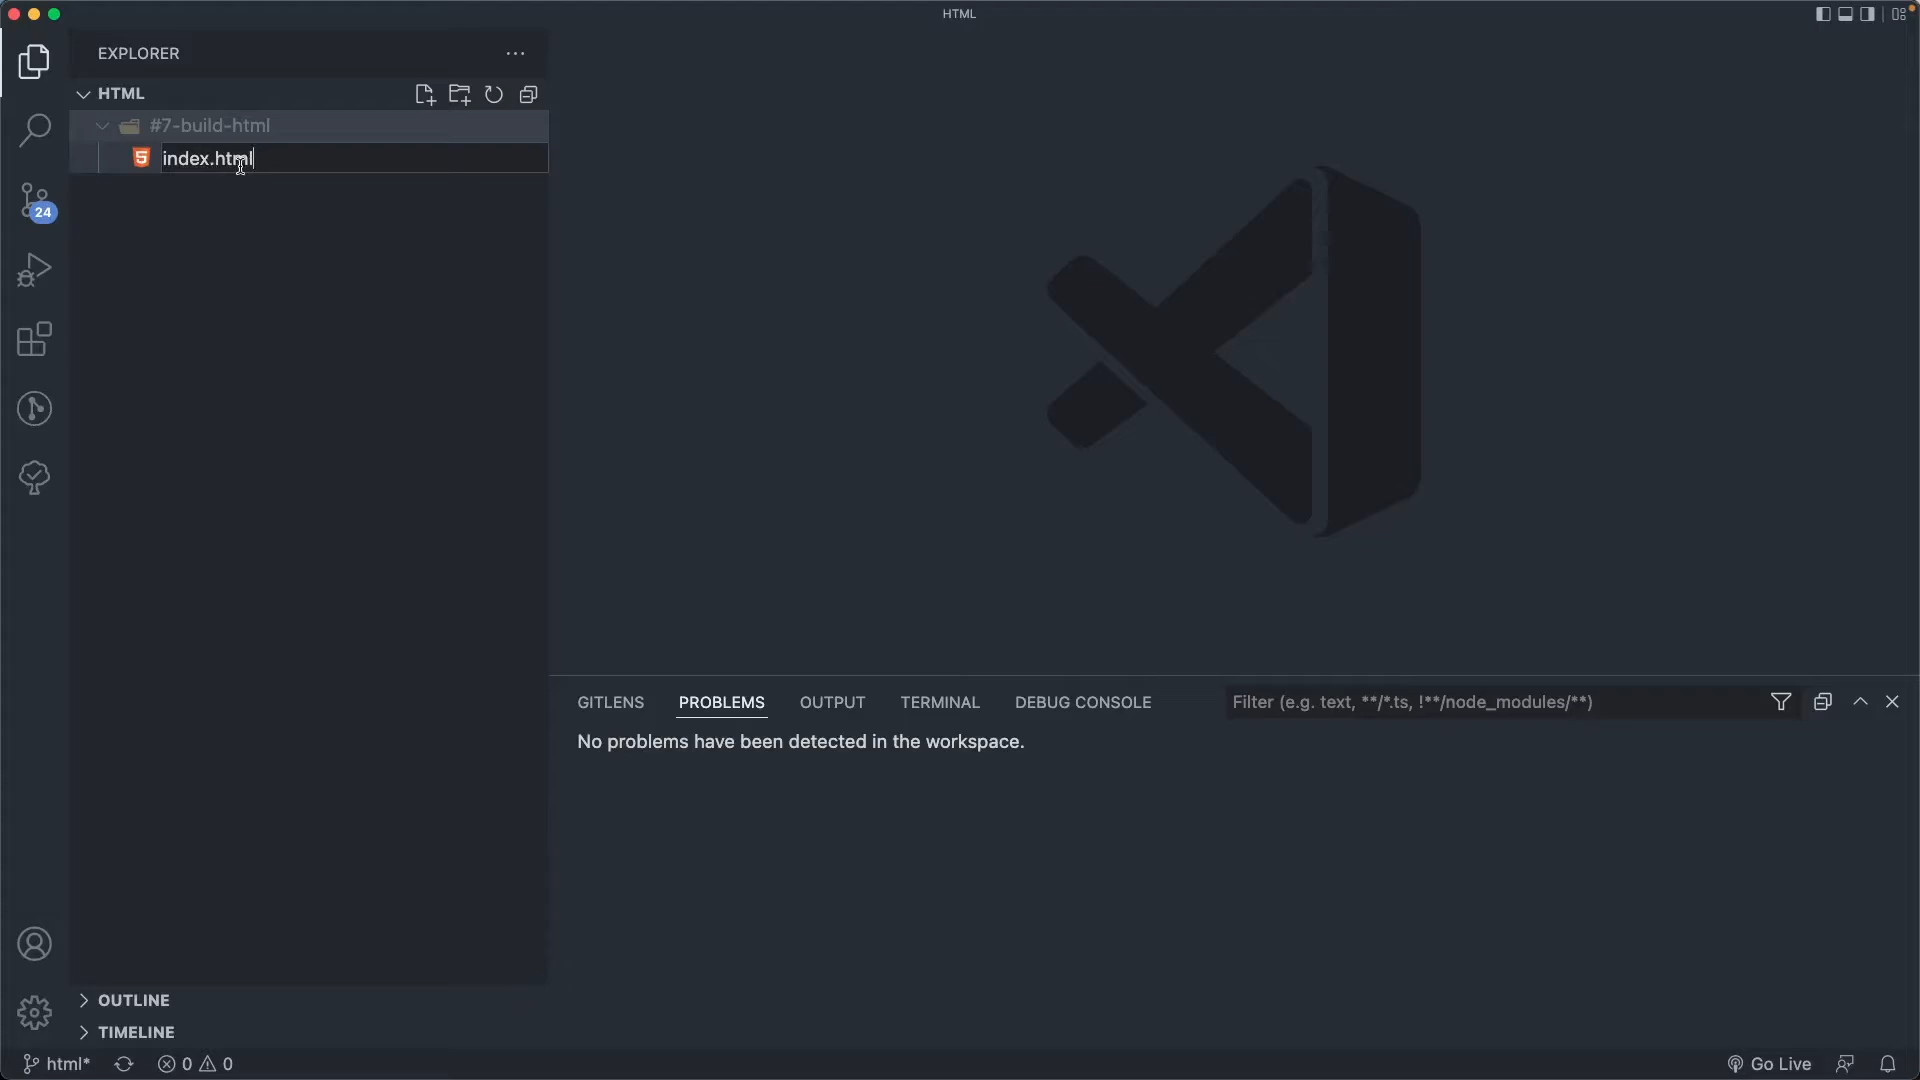 HTML
EXPLORER
HTML
#7-build-html
index.html
24
GITLENS PROBLEMS OUTPUT TERMINAL DEBUG CONSOLE Filter (e.g. text, **/*.ts, !**/node_modules/**)
No problems have been detected in the workspace.
OUTLINE
TIMELINE
html* 0 0 Go Live